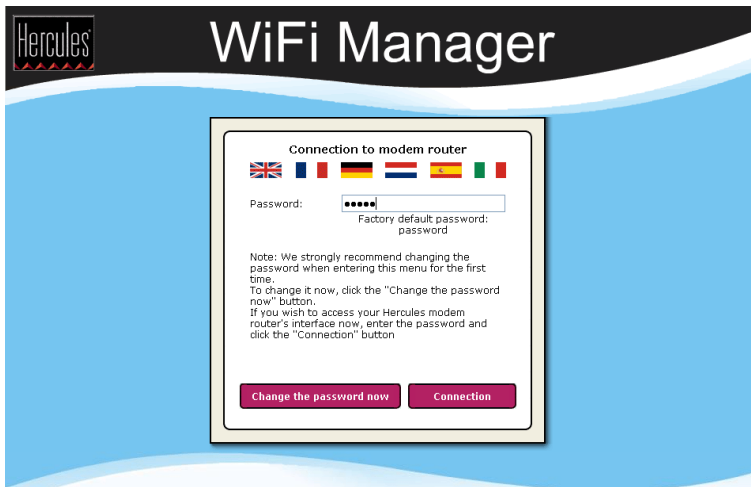 Hercules
WiFi Manager
Connection to modem router
Password:
●●●●●
Factory default password:
password
Note: We strongly recommend changing the
password when entering this menu for the first
time.
To change it now, click the "Change the password
now" button.
If you wish to access your Hercules modem
router's interface now, enter the password and
click the "Connection" button
Change the password now
Connection